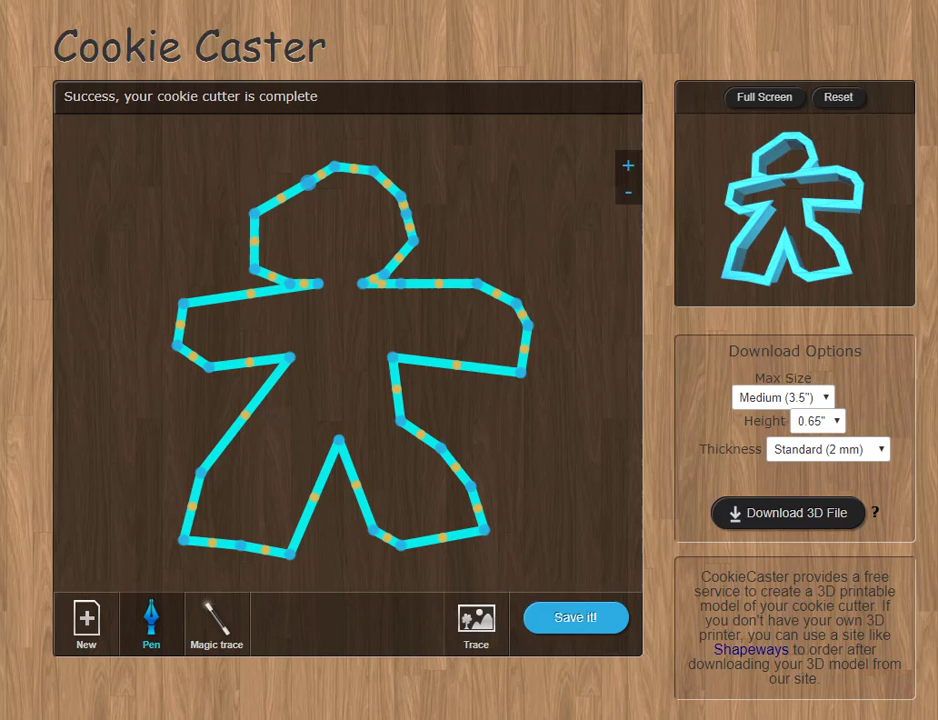 Cookie Caster
Success, your cookie cutter is complete
+
-
New
Pen
Magic trace
Trace
Save it!
Full Screen
Reset
Download Options
Max Size
Medium (3.5")
Height 0.65"
Thickness Standard (2 mm)
Download 3D File ?
CookieCaster provides a free
service to create a 3D printable
model of your cookie cutter. If
you don't have your own 3D
printer, you can use a site like
Shapeways to order after
downloading your 3D model from
our site.